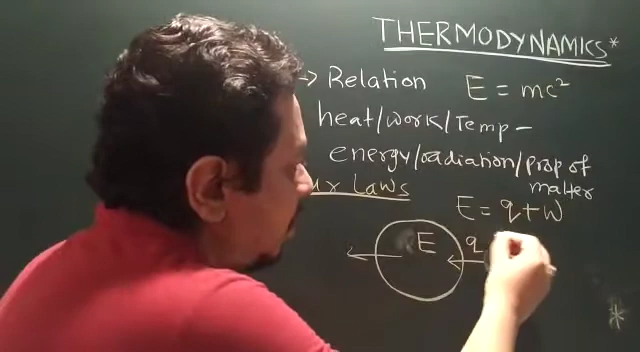 THERMODYNAMICS*
→ Relation E = mc²
heat/work/Temp -
energy/radiation/prop of
matter
Laws
E = q + w
E q
*